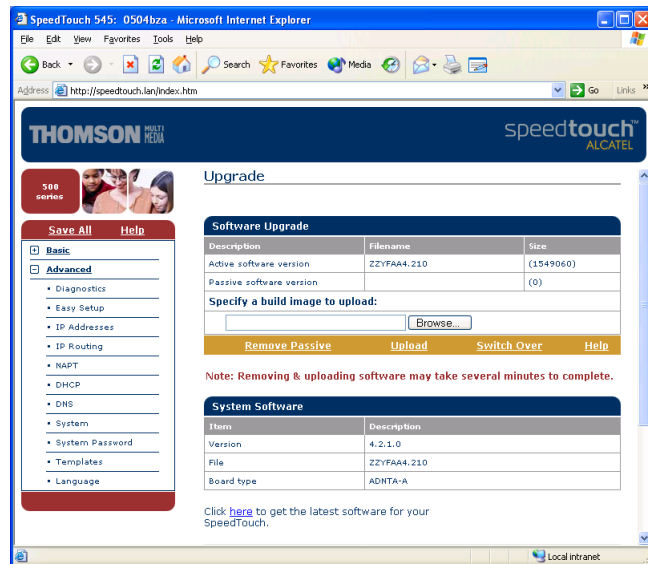 SpeedTouch 545: 0504bza - Microsoft Internet Explorer
File Edit View Favorites Tools Help
Back Search Favorites Media
Address http://speedtouch.lan/index.htm Go Links »
THOMSON MULTI MEDIA
speedtouch™
ALCATEL
500 series
Save All Help
Basic
Advanced
Diagnostics
Easy Setup
IP Addresses
IP Routing
NAPT
DHCP
DNS
System
System Password
Templates
Language
Upgrade
Software Upgrade
Description Filename Size
Active software version ZZYFAA4.210 (1549060)
Passive software version (0)
Specify a build image to upload:
Browse...
Remove Passive Upload Switch Over Help
Note: Removing & uploading software may take several minutes to complete.
System Software
Item Description
Version 4.2.1.0
File ZZYFAA4.210
Board type ADNTA-A
Click here to get the latest software for your
SpeedTouch.
Local intranet